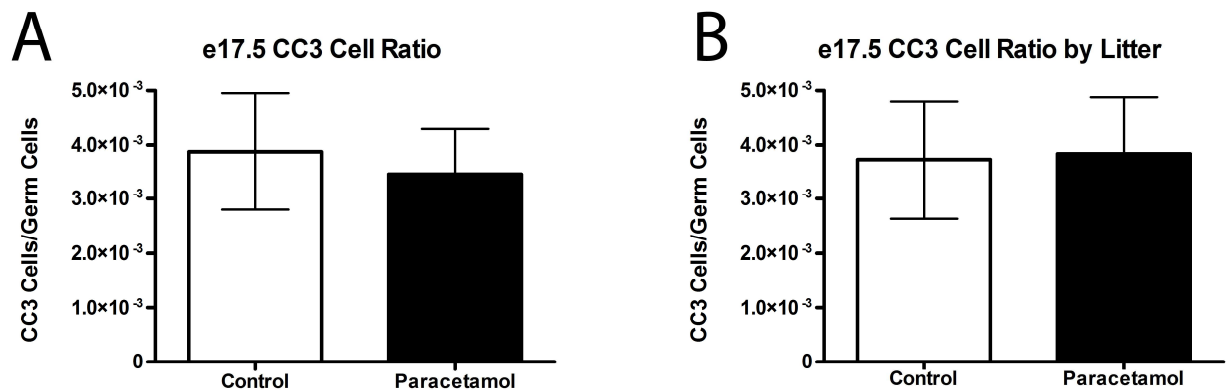 A
e17.5 CC3 Cell Ratio
CC3 Cells/Germ Cells
5.0×10⁻³
4.0×10⁻³
3.0×10⁻³
2.0×10⁻³
1.0×10⁻³
0
Control Paracetamol
B
e17.5 CC3 Cell Ratio by Litter
CC3 Cells/Germ Cells
5.0×10⁻³
4.0×10⁻³
3.0×10⁻³
2.0×10⁻³
1.0×10⁻³
0
Control Paracetamol